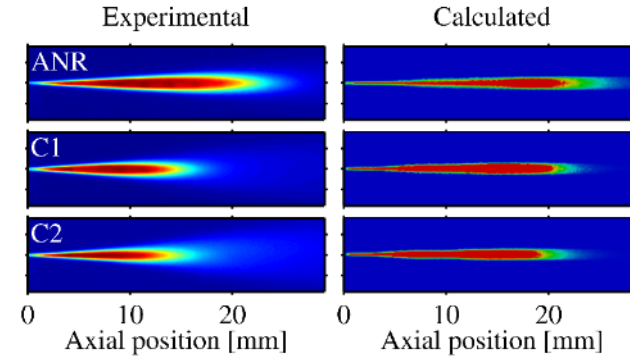 Experimental Calculated
ANR
C1
C2
0 10 20 0 10 20
Axial position [mm] Axial position [mm]